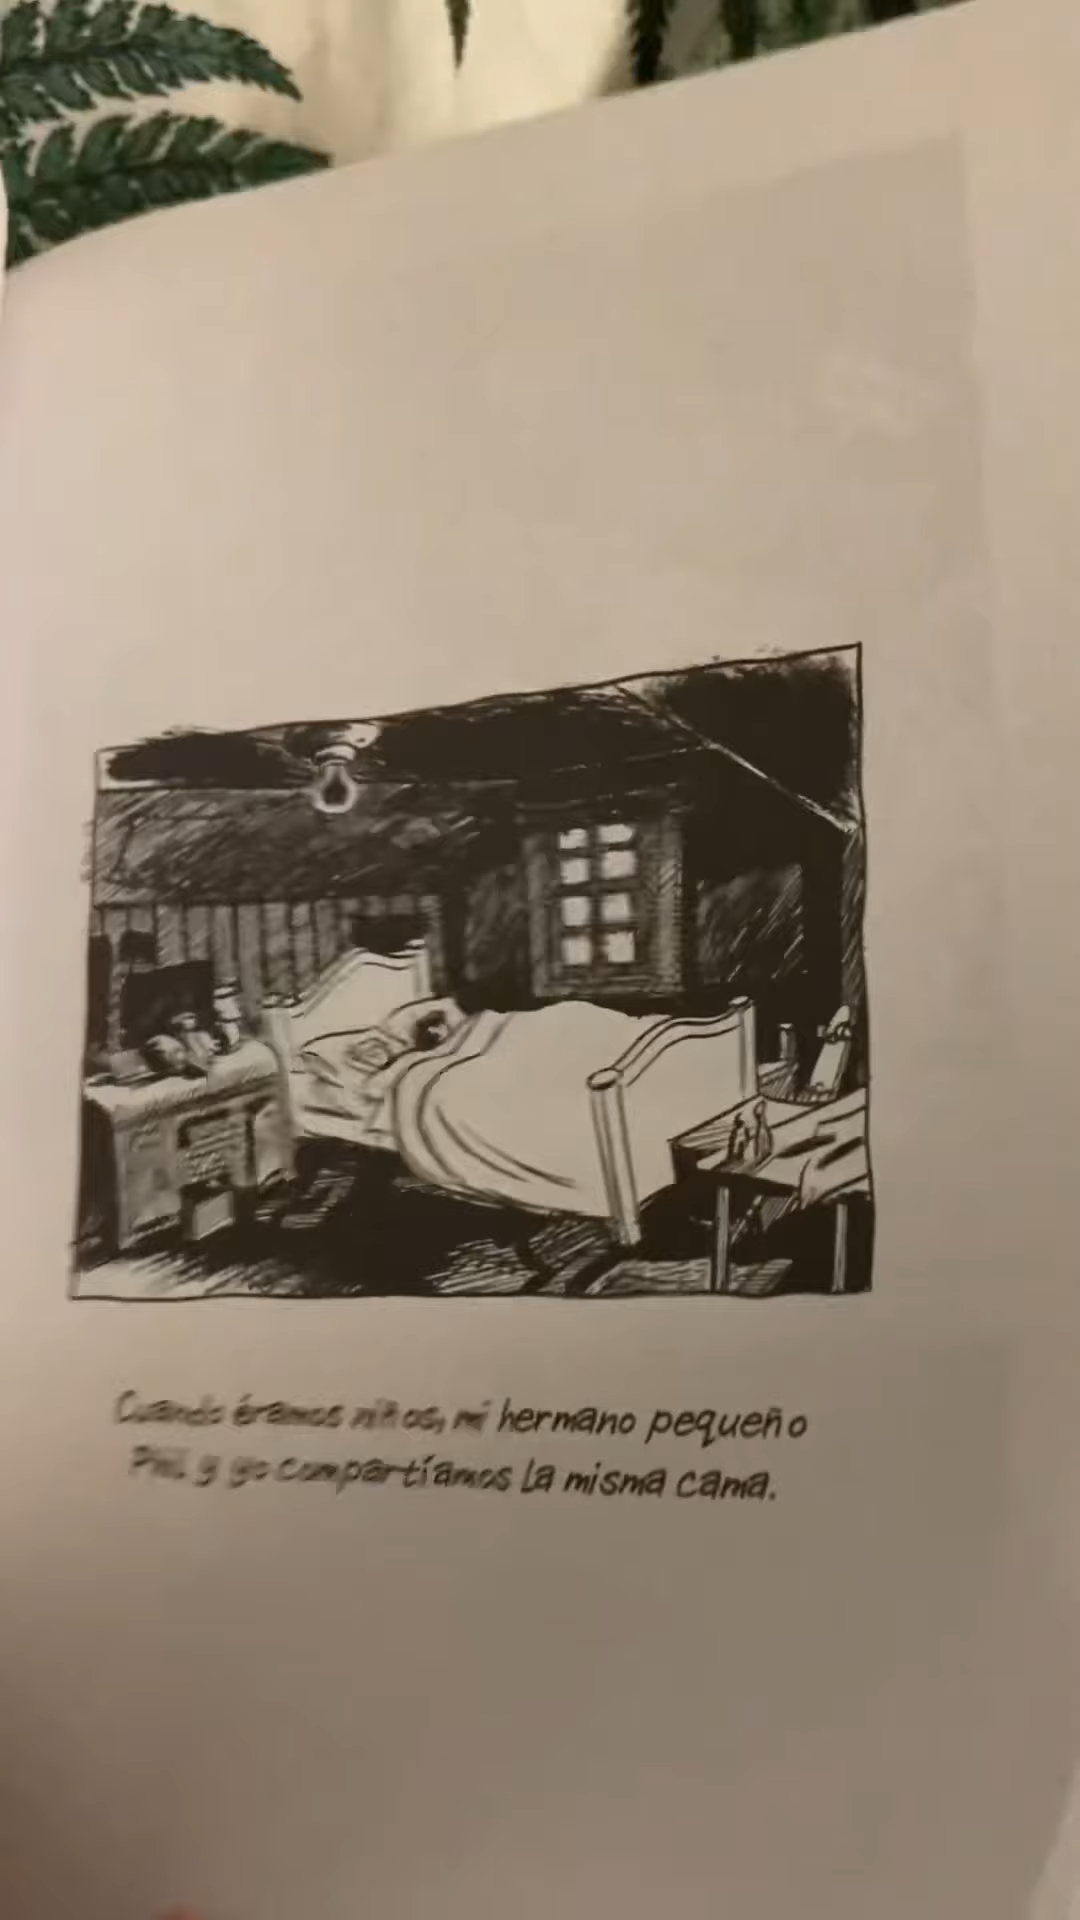 Cuando éramos niños, mi hermano pequeño
Phil y yo compartíamos la misma cama.